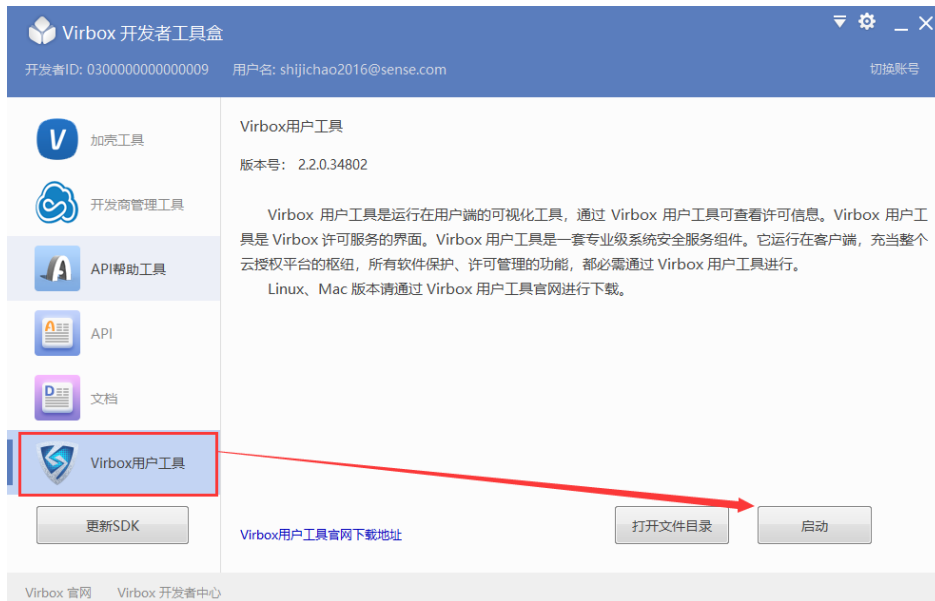 Virbox 开发者工具盒
开发者ID: 0300000000000009 用户名: shijichao2016@sense.com 切换账号
加壳工具
开发商管理工具
API帮助工具
API
文档
Virbox用户工具
更新SDK
Virbox用户工具
版本号： 2.2.0.34802
Virbox 用户工具是运行在用户端的可视化工具，通过 Virbox 用户工具可查看许可信息。Virbox 用户工
具是 Virbox 许可服务的界面。Virbox 用户工具是一套专业级系统安全服务组件。它运行在客户端，充当整个
云授权平台的枢纽，所有软件保护、许可管理的功能，都必需通过 Virbox 用户工具进行。
Linux、Mac 版本请通过 Virbox 用户工具官网进行下载。
Virbox用户工具官网下载地址
打开文件目录
启动
Virbox 官网 Virbox 开发者中心